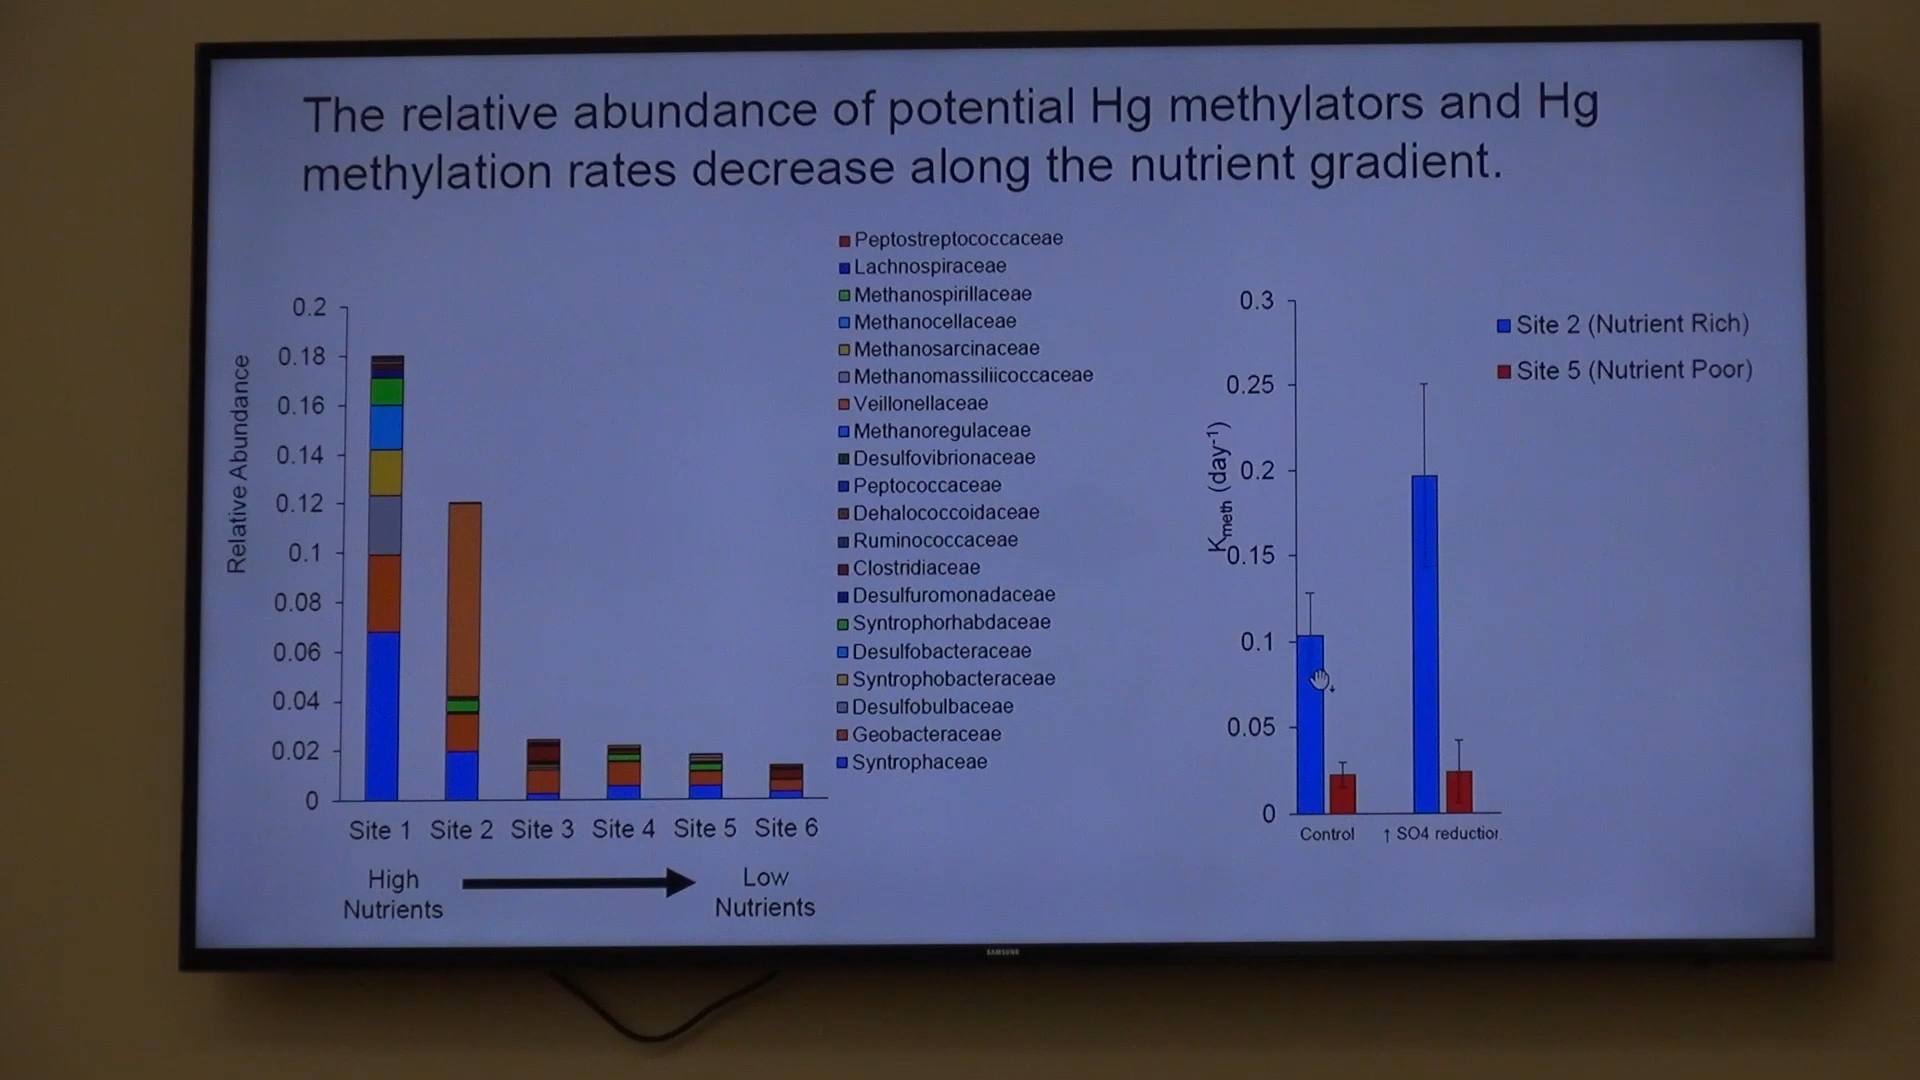 The relative abundance of potential Hg methylators and Hg
methylation rates decrease along the nutrient gradient.
Relative Abundance
0.2
0.18
0.16
0.14
0.12
0.1
0.08
0.06
0.04
0.02
0
Site 1 Site 2 Site 3 Site 4 Site 5 Site 6
High
Nutrients
Low
Nutrients
Peptostreptococcaceae
Lachnospiraceae
Methanospirillaceae
Methanocellaceae
Methanosarcinaceae
Methanomassiliicoccaceae
Veillonellaceae
Methanoregulaceae
Desulfovibrionaceae
Peptococcaceae
Dehalococcoidaceae
Ruminococcaceae
Clostridiaceae
Desulfuromonadaceae
Syntrophorhabdaceae
Desulfobacteraceae
Syntrophobacteraceae
Desulfobulbaceae
Geobacteraceae
Syntrophaceae
Kmeth (day-1)
0.3
0.25
0.2
0.15
0.1
0.05
0
Control ↑ SO4 reduction
Site 2 (Nutrient Rich)
Site 5 (Nutrient Poor)
SAMSUNG